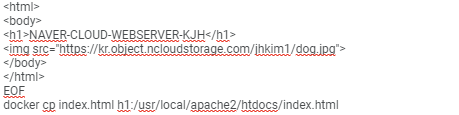 <html>
<body>
<h1>NAVER-CLOUD-WEBSERVER-KJH</h1>
<img src="https://kr.object.ncloudstorage.com/jhkim1/dog.jpg">
</body>
</html>
EOF
docker cp index.html h1:/usr/local/apache2/htdocs/index.html